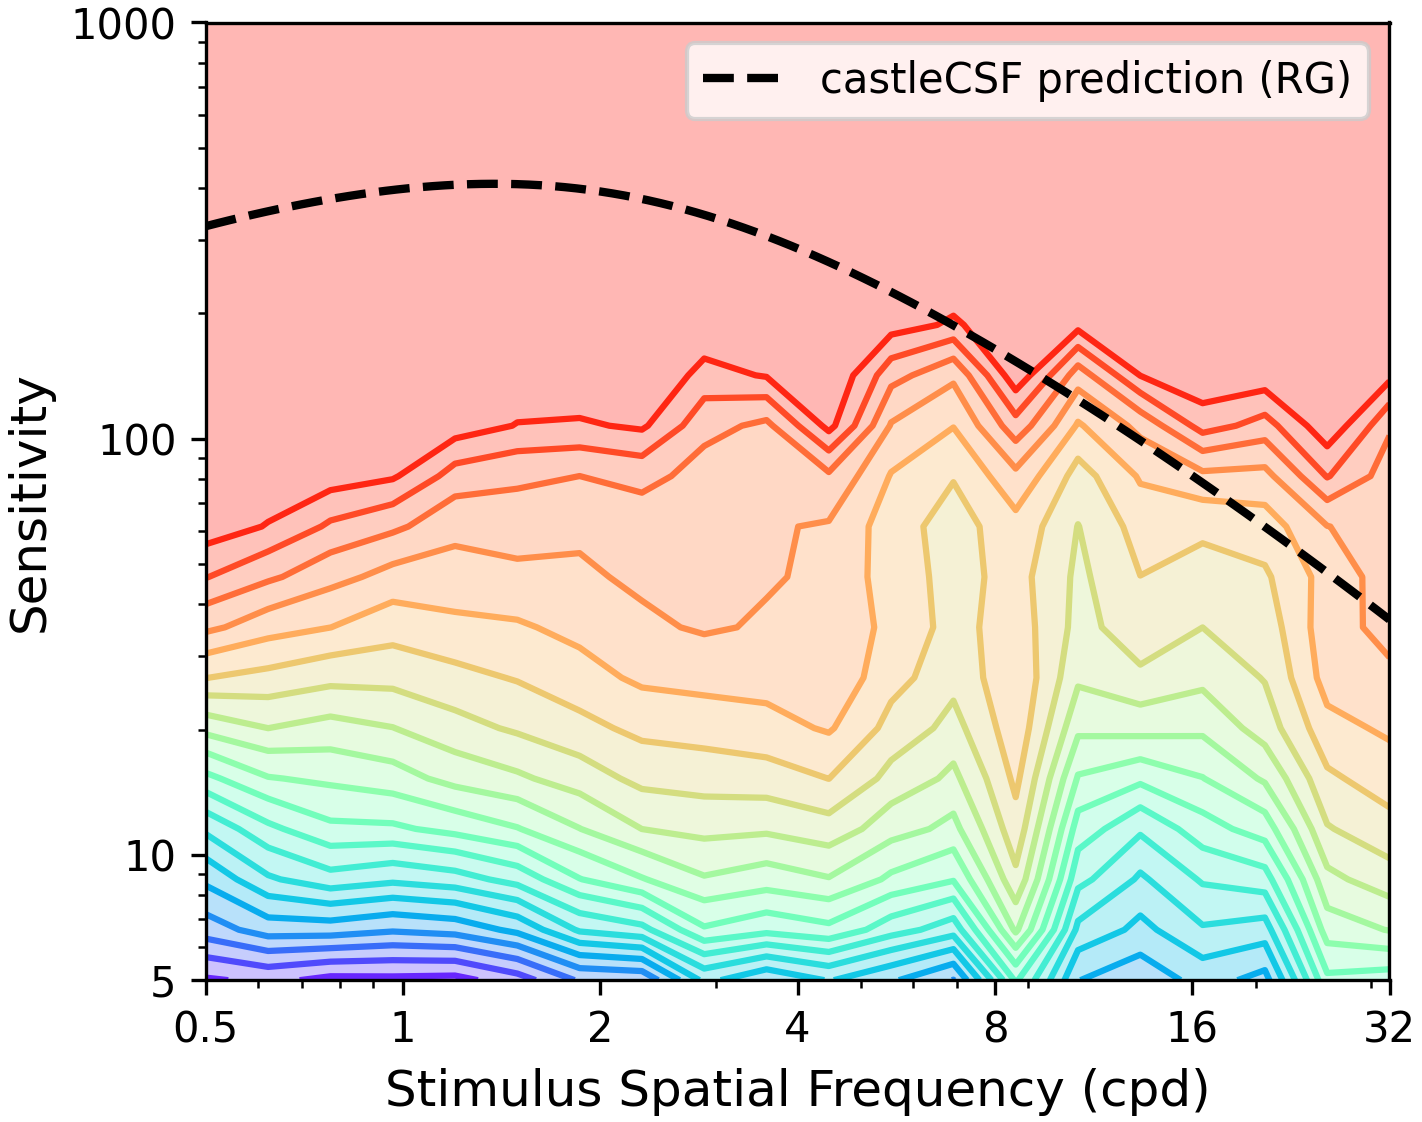 1000
castleCSF prediction (RG)
100
Sensitivity
10
5
0.5 1 2 4 8 16 32
Stimulus Spatial Frequency (cpd)